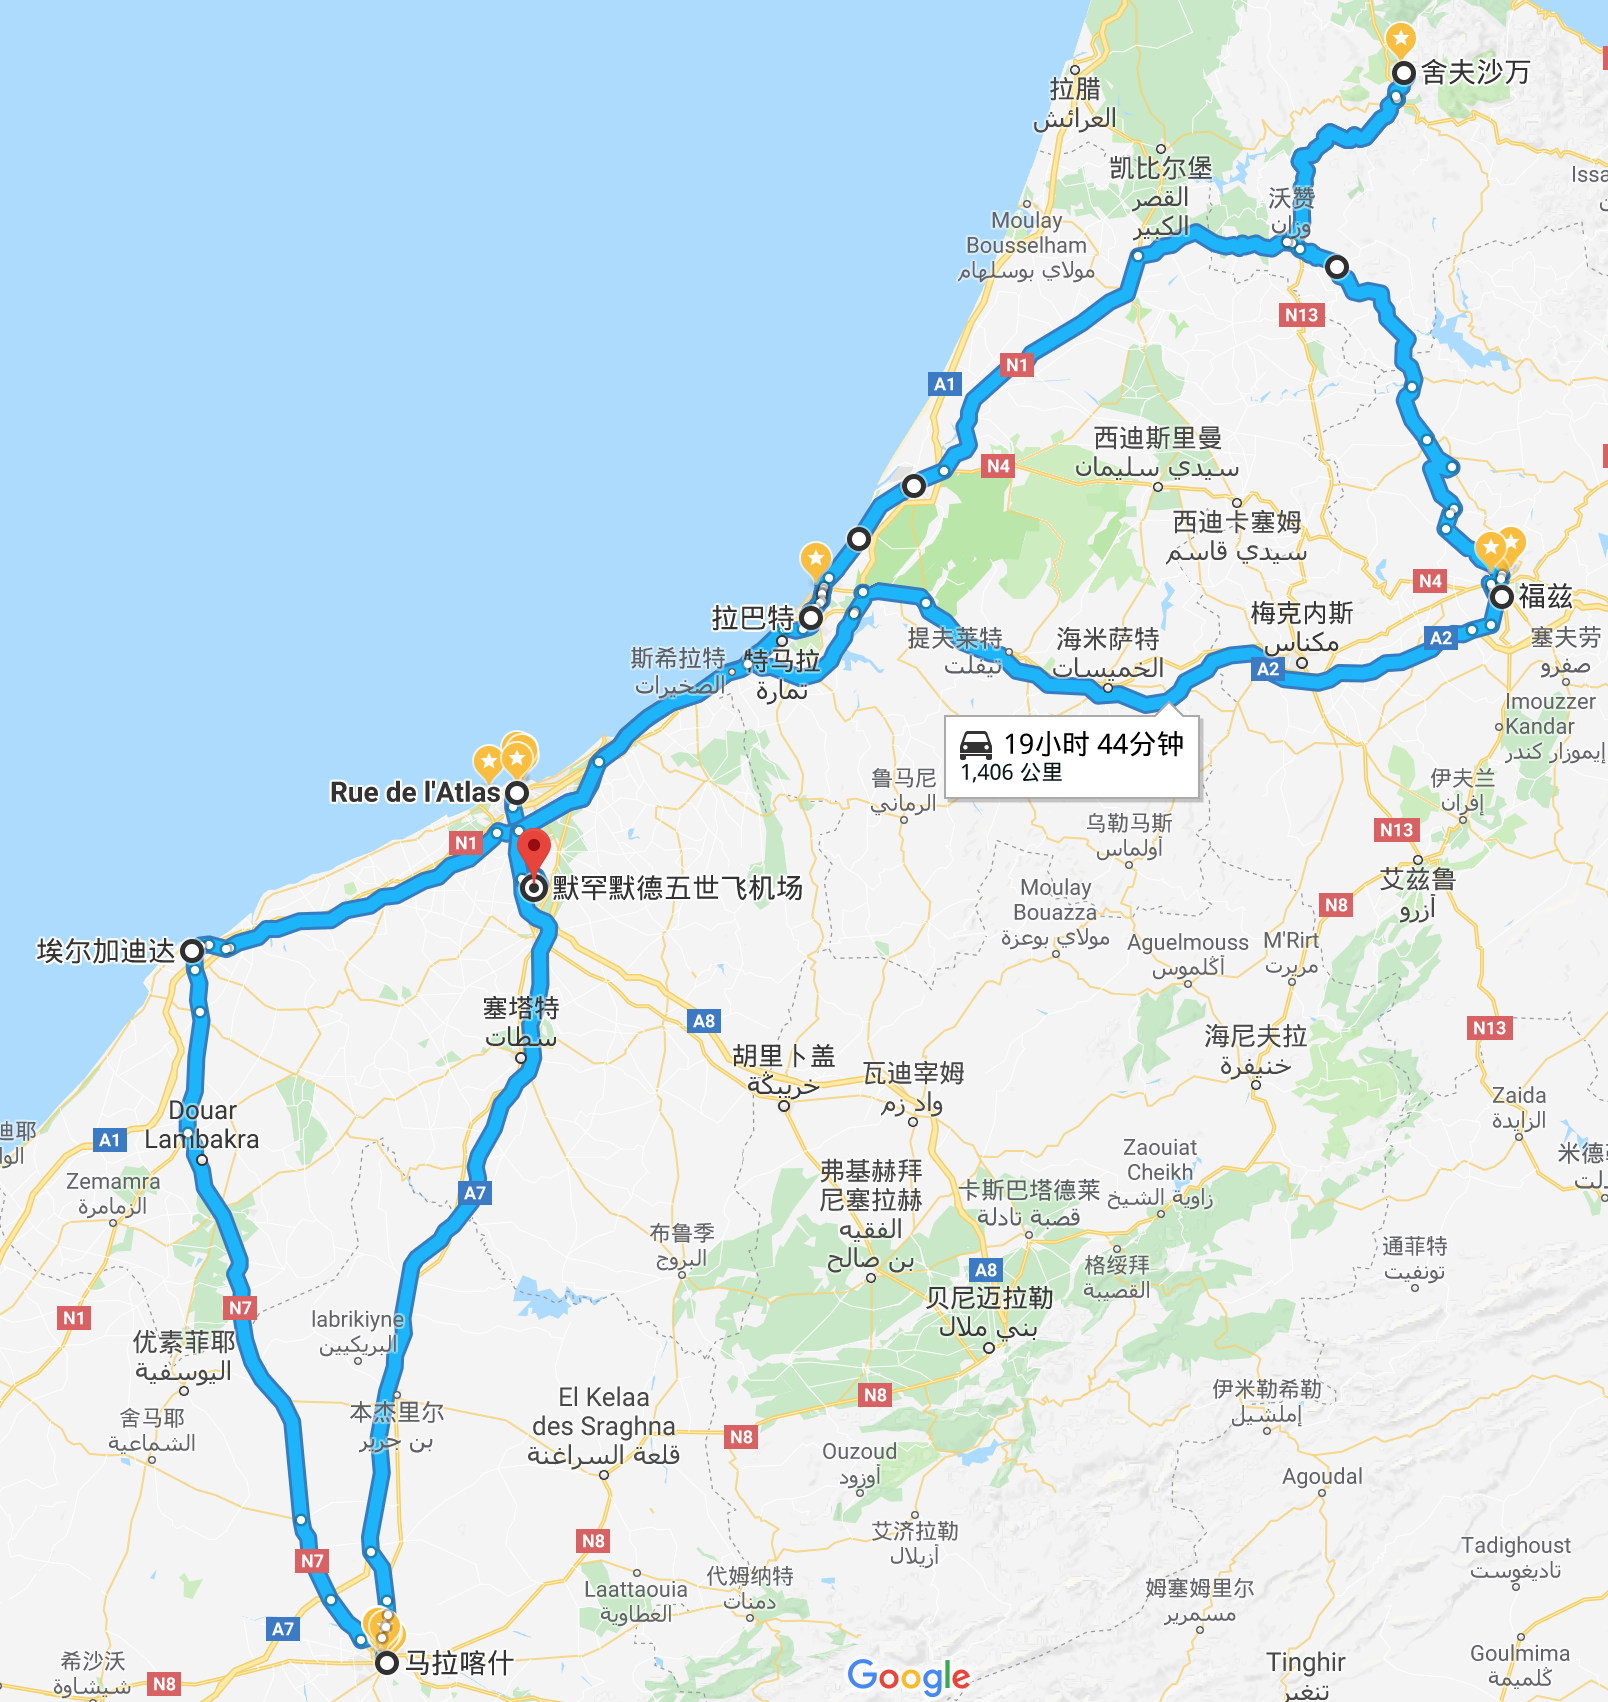 舍夫沙万
拉腊
العرائش
凯比尔堡
القصر
الكبير
沃赞
وزان
Issa
Moulay
Bousselham
مولاي بوسلهام
N13
N1
A1
西迪斯里曼
سيدي سليمان
N4
西迪卡塞姆
سيدي قاسم
N4
福兹
拉巴特
梅克内斯
مكناس
A2
塞夫劳
صفرو
提夫莱特
تيفلت
海米萨特
الخميسات
A2
斯希拉特
الصخيرات
特马拉
تمارة
Imouzzer
Kandar
إيموزار كندر
19小时 44分钟
1,406 公里
鲁马尼
الرماني
伊夫兰
إفران
Rue de l'Atlas
N1
乌勒马斯
أولماس
N13
默罕默德五世飞机场
艾兹鲁
أزرو
Moulay
Bouazza
مولاي بوعزة
N8
埃尔加迪达
Aguelmouss
أڭلموس
M'Rirt
مريرت
塞塔特
سطات
A8
海尼夫拉
خنيفرة
N13
胡里卜盖
خريبڭة
瓦迪宰姆
واد زم
Zaida
الزايدة
Douar
Lambakra
迪耶
الوا
A1
Zaouiat
Cheikh
زاوية الشيخ
Zemamra
الزمامرة
A7
弗基赫拜
尼塞拉赫
الفقيه
بن صالح
卡斯巴塔德莱
قصبة تادلة
米德
دلت
布鲁季
البروج
通菲特
تونفيت
A8
格绥拜
القصيبة
贝尼迈拉勒
بني ملال
N1
N7
labrikiyne
البريكيين
优素菲耶
اليوسفية
N8
伊米勒希勒
إملشيل
El Kelaa
des Sraghna
قلعة السراغنة
本杰里尔
بن جرير
舍马耶
الشماعية
N8
Ouzoud
أوزود
Agoudal
艾济拉勒
أزيلال
N8
N7
Tadighoust
تاديغوست
Laattaouia
العطاوية
代姆纳特
دمنات
姆塞姆里尔
مسمرير
A7
马拉喀什
希沙沃
شيشاوة
N8
Google
Tinghir
تنغير
Goulmima
ڭلميمة